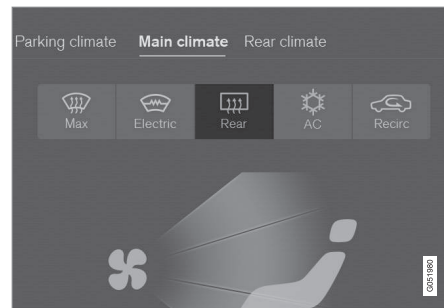 Parking climate Main climate Rear climate
Max Electric Rear AC Recirc
G051980